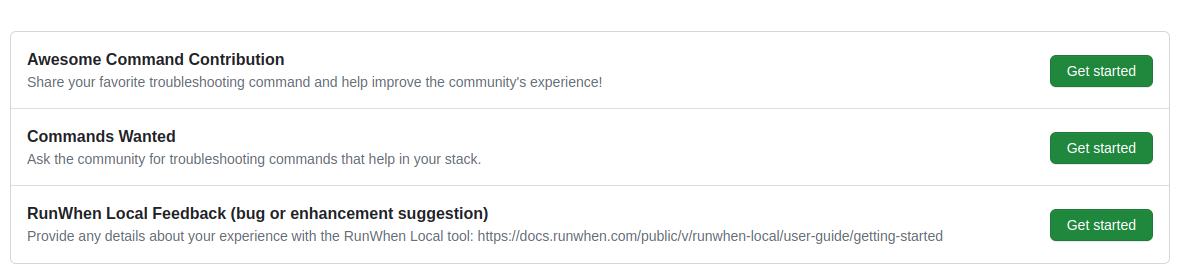 Awesome Command Contribution
Share your favorite troubleshooting command and help improve the community's experience!
Get started
Commands Wanted
Ask the community for troubleshooting commands that help in your stack.
Get started
RunWhen Local Feedback (bug or enhancement suggestion)
Provide any details about your experience with the RunWhen Local tool: https://docs.runwhen.com/public/v/runwhen-local/user-guide/getting-started
Get started